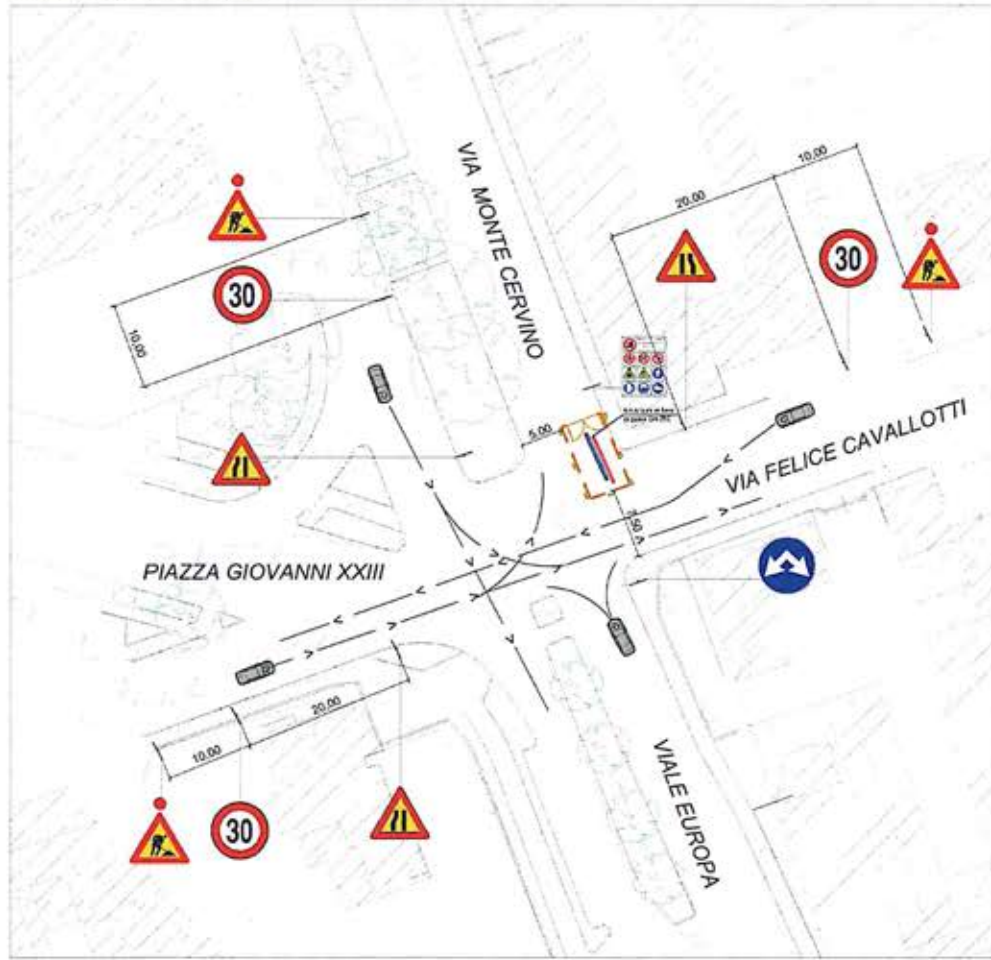 VIA MONTE CERVINO
10,00
20,00
30
30
10,00
5,00
VIA FELICE CAVALLOTTI
PIAZZA GIOVANNI XXIII
20,00
10,00
30
VIALE EUROPA